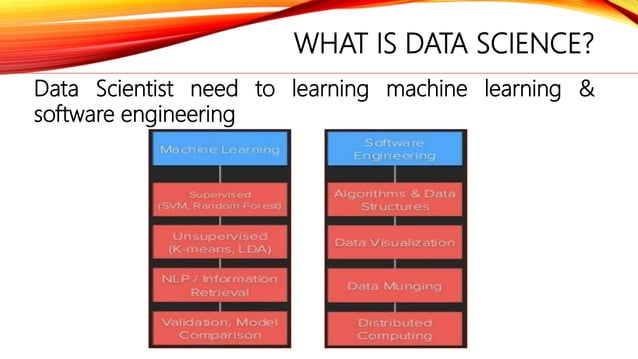 WHAT IS DATA SCIENCE?
Data Scientist need to learning machine learning &
software engineering
Machine Learning
Supervised
(SVM, Random Forest)
Unsupervised
(K-means, LDA)
NLP / Information
Retrieval
Validation, Model
Comparison
Software
Engineering
Algorithms & Data
Structures
Data Visualization
Data Munging
Distributed
Computing